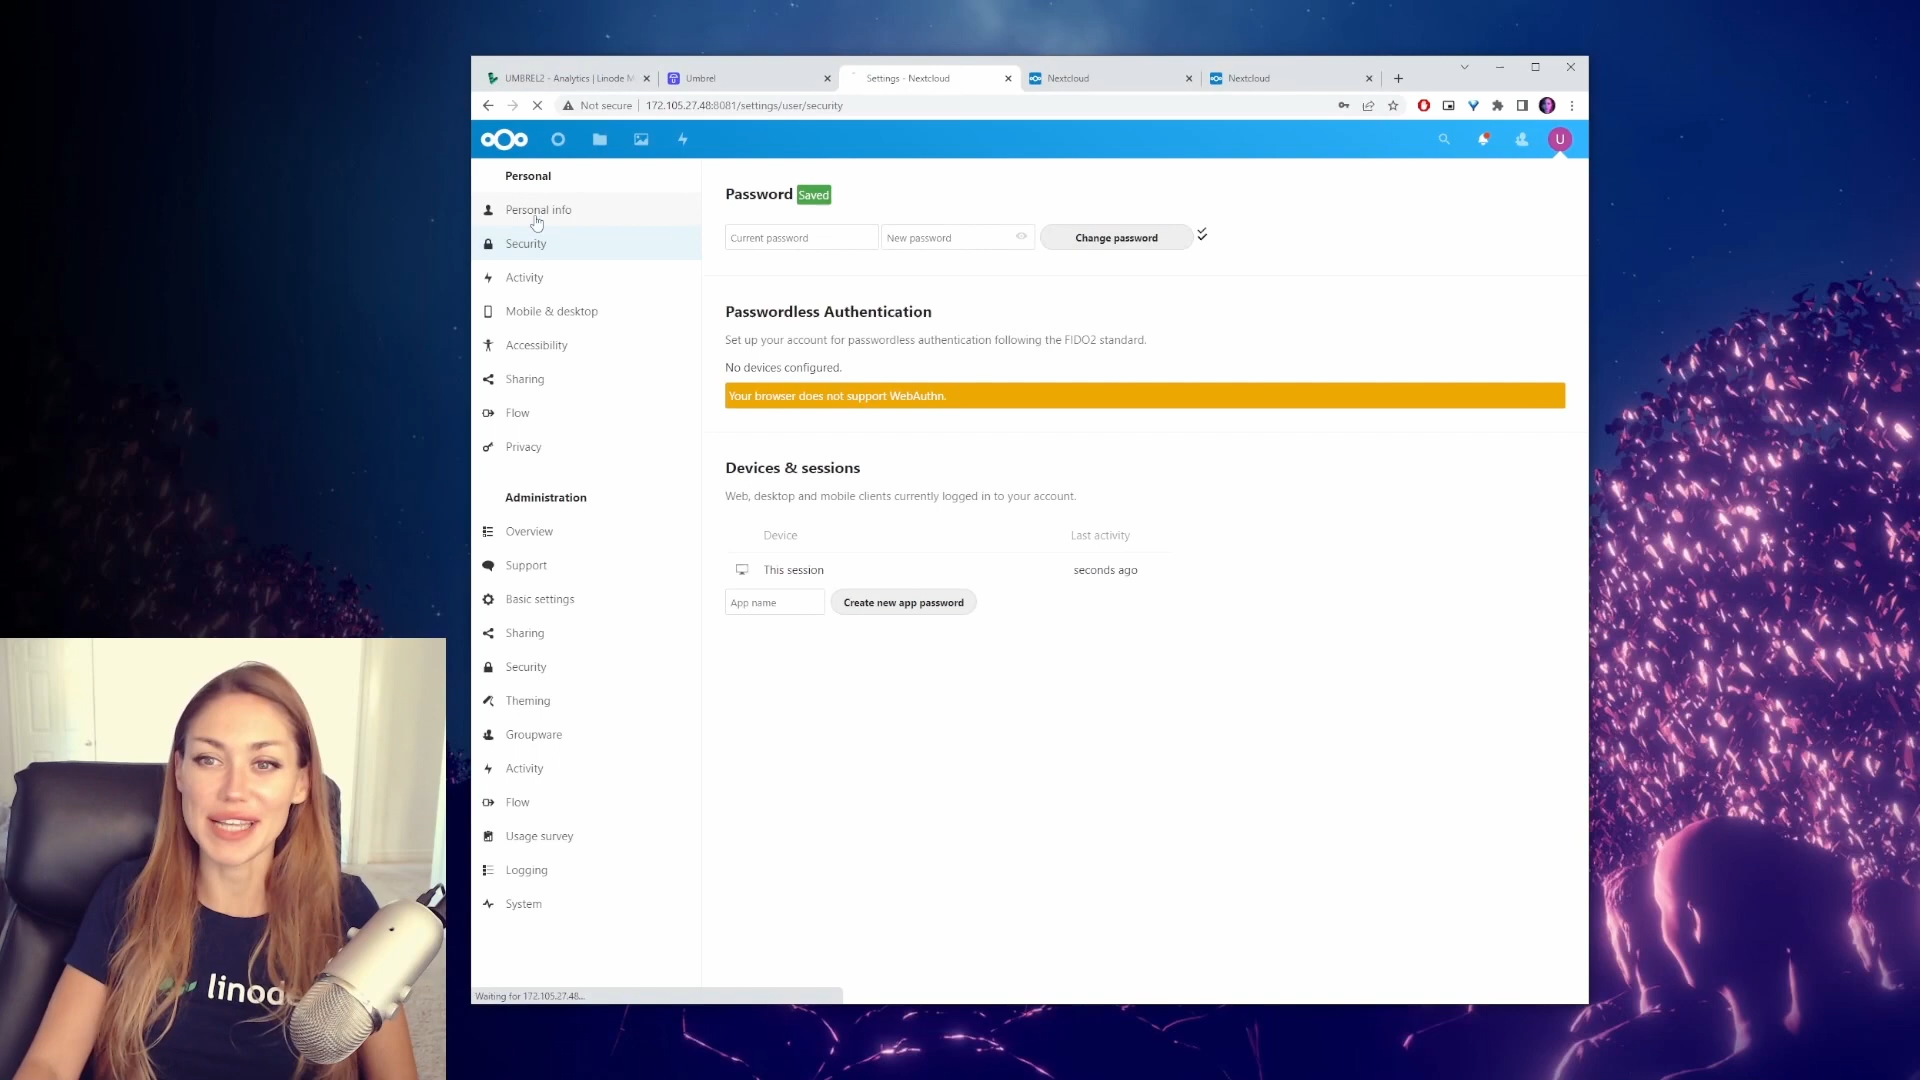 UMBREL2 - Analytics | Linode M
Umbrel
Settings - Nextcloud
Nextcloud
Nextcloud
Not secure
172.105.27.48:8081/settings/user/security
U
Personal
Personal info
Security
Activity
Mobile & desktop
Accessibility
Sharing
Flow
Privacy
Administration
Overview
Support
Basic settings
Sharing
Security
Theming
Groupware
Activity
Flow
Usage survey
Logging
System
Password Saved
Current password
New password
Change password
Passwordless Authentication
Set up your account for passwordless authentication following the FIDO2 standard.
No devices configured.
Your browser does not support WebAuthn.
Devices & sessions
Web, desktop and mobile clients currently logged in to your account.
Device Last activity
This session seconds ago
App name
Create new app password
Waiting for 172.105.27.48...
linod